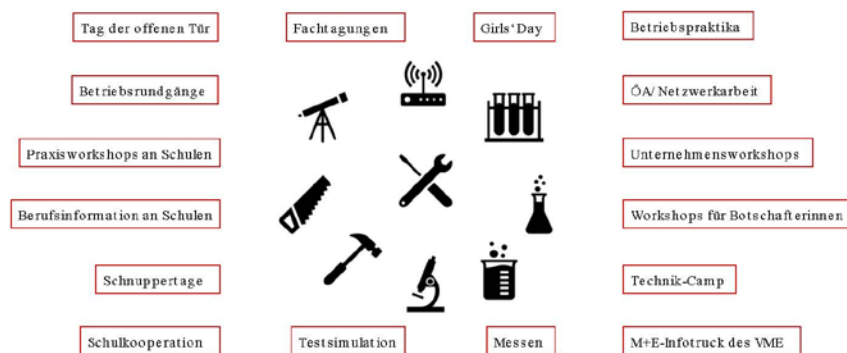 Tag der offenen Tür
Fachtagungen
Girls‘Day
Betriebspraktika
Betriebsrundgänge
ÖA/ Netzwerkarbeit
Praxisworkshops an Schulen
Unternehmensworkshops
Berufsinformation an Schulen
Workshops für Botschafterinnen
Schnuppertage
Technik-Camp
Schulkooperation
Testsimulation
Messen
M+E-Infotruck des VME